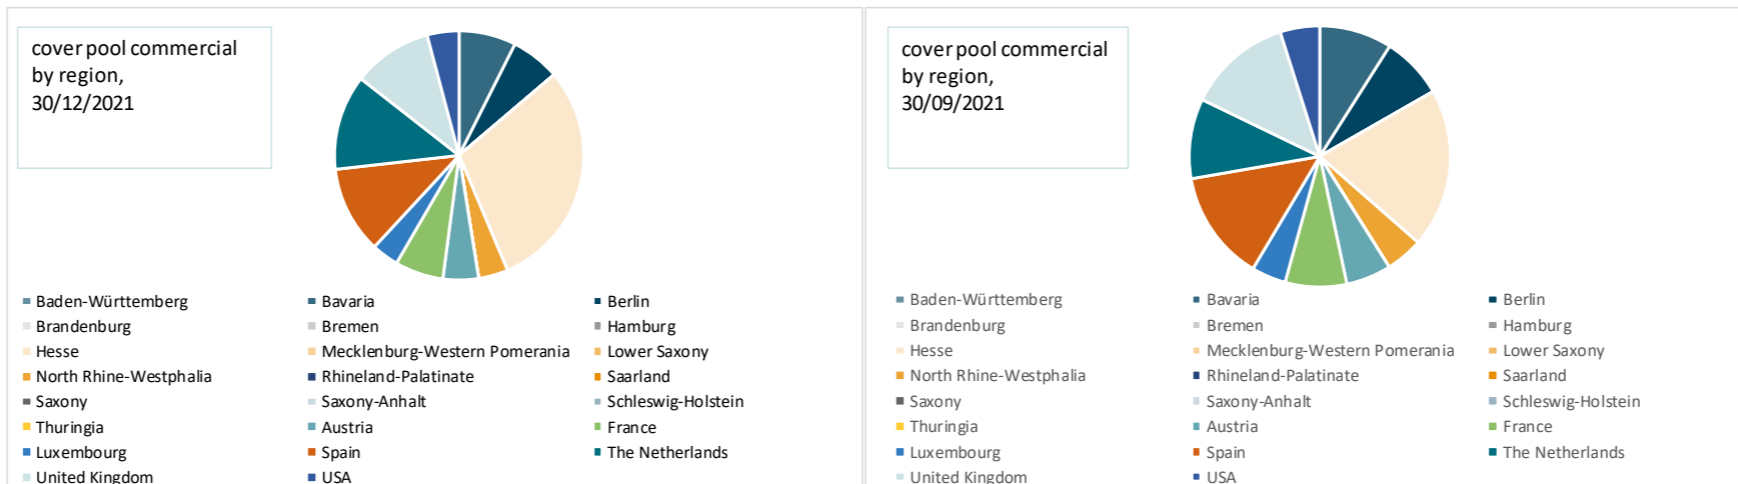 cover pool commercial
by region,
30/12/2021
Baden-Württemberg
Bavaria
Berlin
Brandenburg
Bremen
Hamburg
Hesse
Mecklenburg-Western Pomerania
Lower Saxony
North Rhine-Westphalia
Rhineland-Palatinate
Saarland
Saxony
Saxony-Anhalt
Schleswig-Holstein
Thuringia
Austria
France
Luxembourg
Spain
The Netherlands
United Kingdom
USA
cover pool commercial
by region,
30/09/2021
Baden-Württemberg
Bavaria
Berlin
Brandenburg
Bremen
Hamburg
Hesse
Mecklenburg-Western Pomerania
Lower Saxony
North Rhine-Westphalia
Rhineland-Palatinate
Saarland
Saxony
Saxony-Anhalt
Schleswig-Holstein
Thuringia
Austria
France
Luxembourg
Spain
The Netherlands
United Kingdom
USA